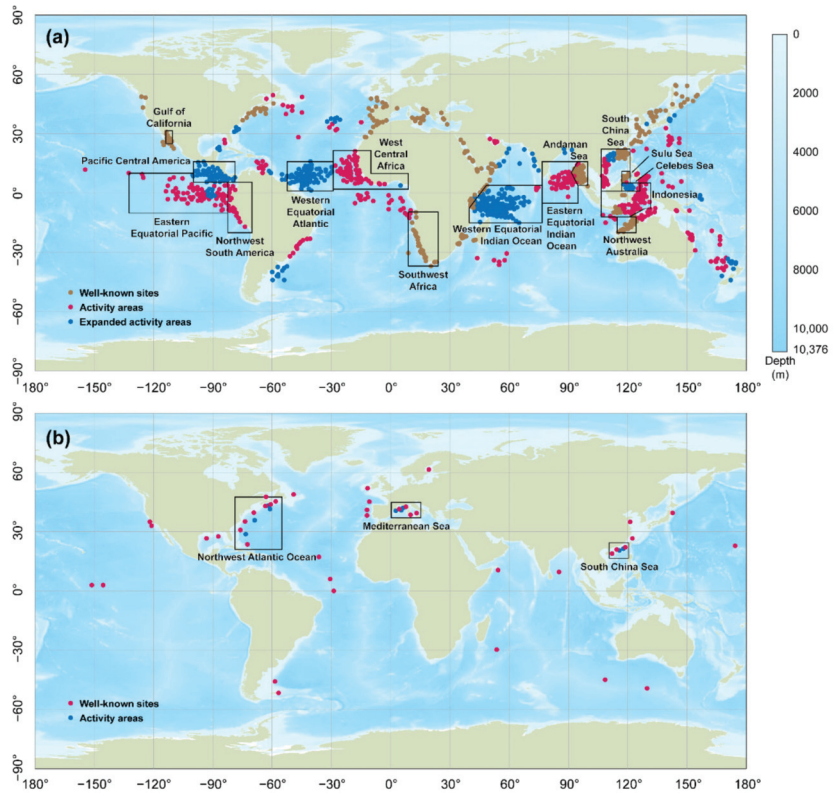 90°
(a)
60°
30°
0°
−30°
−60°
−90°
Gulf of
California
Pacific Central America
Eastern
Equatorial Pacific
Northwest
South America
Western
Equatorial
Atlantic
West
Central
Africa
Southwest
Africa
Western Equatorial
Indian Ocean
Eastern
Equatorial
Indian
Ocean
Andaman
Sea
South
China
Sea
Sulu Sea
Celebes Sea
Indonesia
Northwest
Australia
Well-known sites
Activity areas
Expanded activity areas
−180° −150° −120° −90° −60° −30° 0° 30° 60° 90° 120° 150° 180°
0
2000
4000
6000
8000
10,000
10,376
Depth
(m)
90°
(b)
60°
30°
0°
−30°
−60°
−90°
Northwest Atlantic Ocean
Mediterranean Sea
South China Sea
Well-known sites
Activity areas
−180° −150° −120° −90° −60° −30° 0° 30° 60° 90° 120° 150° 180°